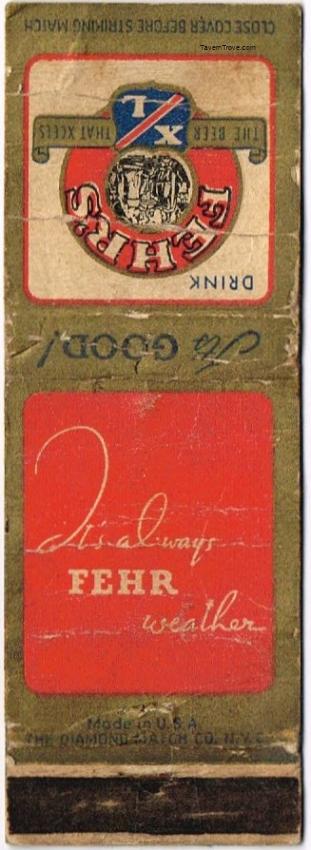 TavernTrove.com
CLOSE COVER BEFORE STRIKING MATCH
DRINK
FEHR'S
XL
THE BEER THAT XCELS
It's GOOD!
It's always
FEHR
weather
Made in U.S.A.
THE DIAMOND MATCH CO. N.Y.C.